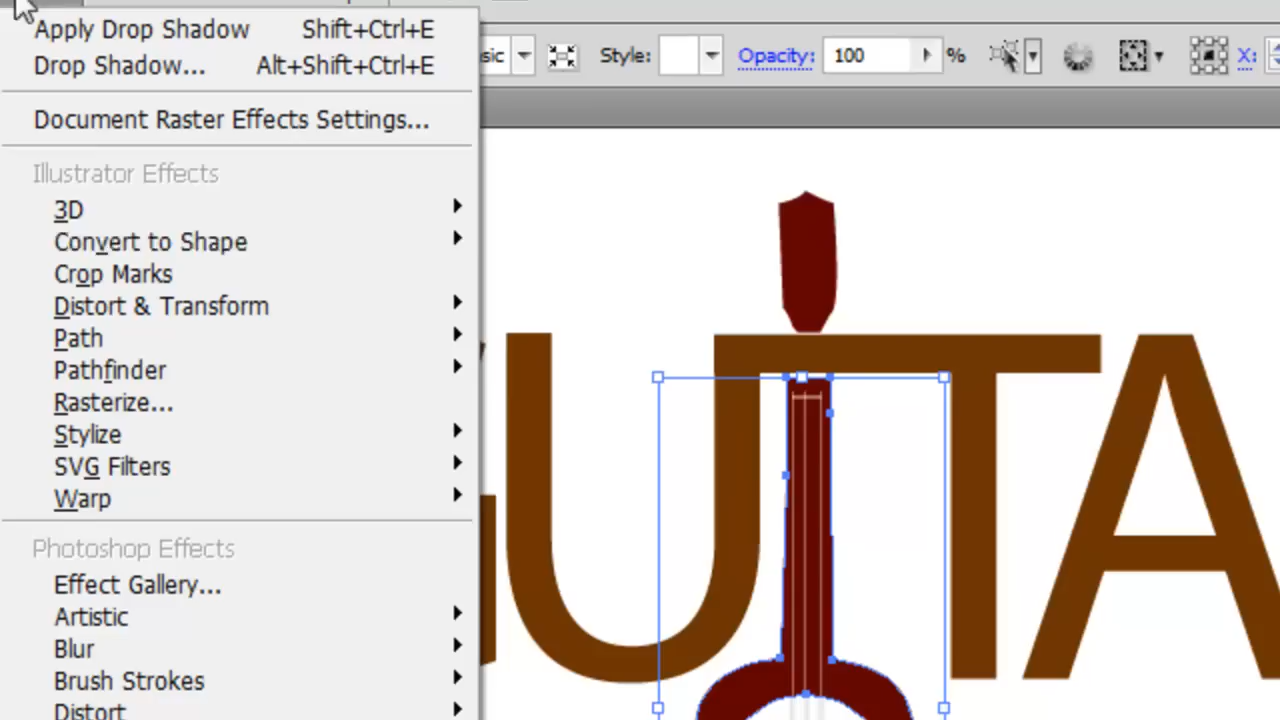 Apply Drop Shadow Shift+Ctrl+E
Drop Shadow... Alt+Shift+Ctrl+E
Document Raster Effects Settings...
Illustrator Effects
3D
Convert to Shape
Crop Marks
Distort & Transform
Path
Pathfinder
Rasterize...
Stylize
SVG Filters
Warp
Photoshop Effects
Effect Gallery...
Artistic
Blur
Brush Strokes
Distort
sic Style: Opacity: 100 % X:
UITA